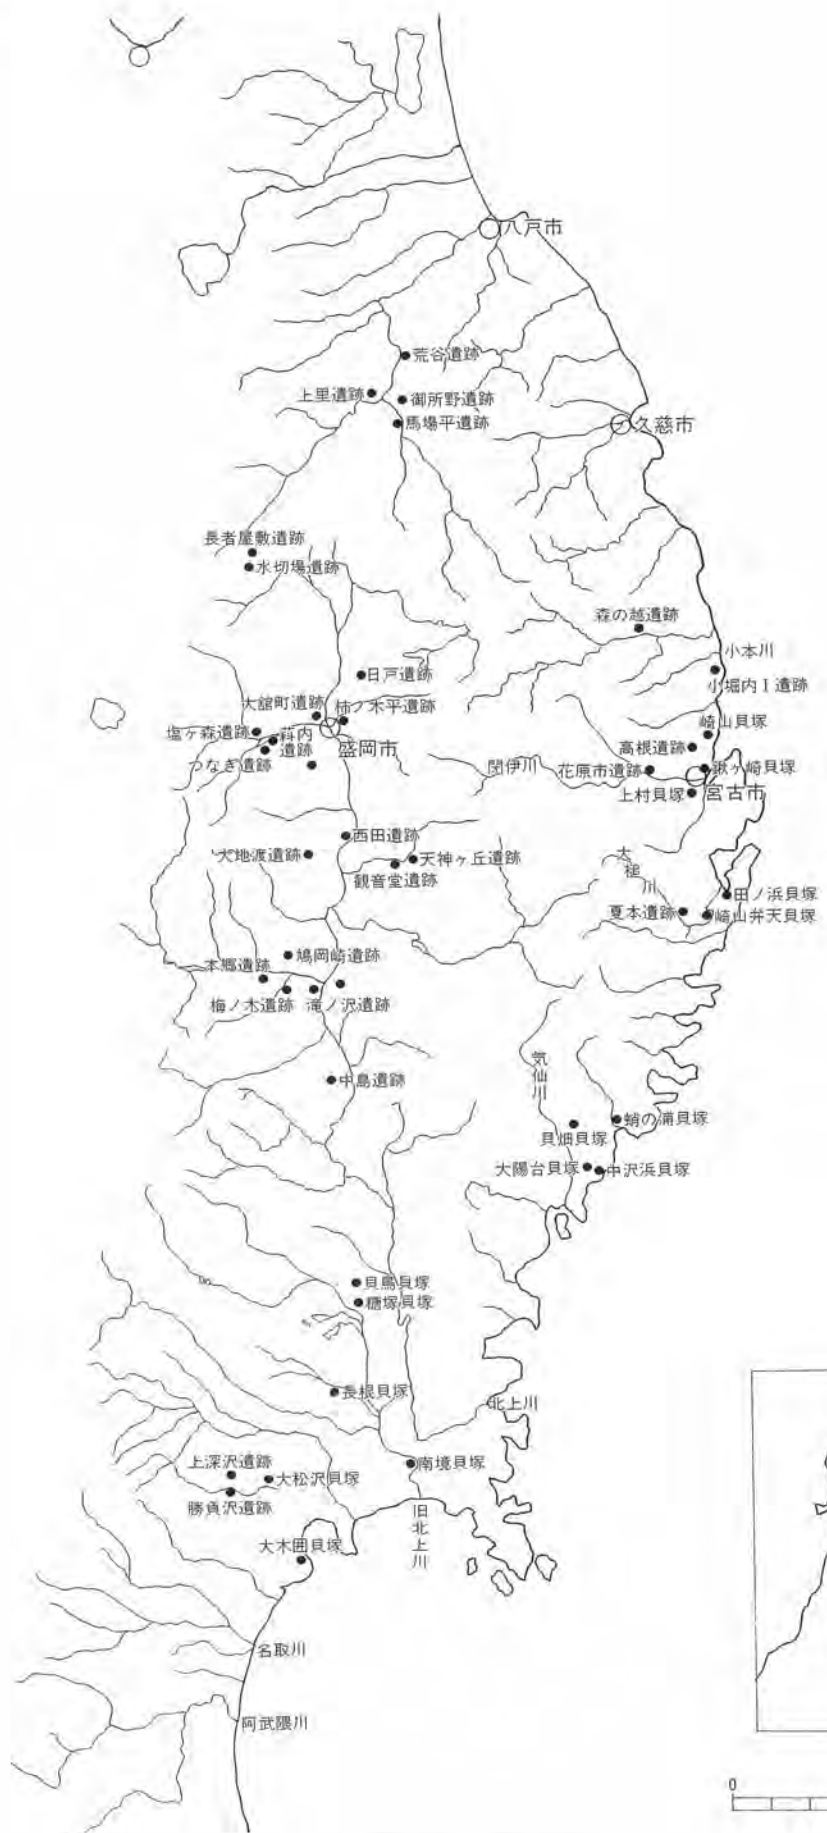 八戸市
荒谷遺跡
上里遺跡
御所野遺跡
馬場平遺跡
久慈市
長者屋敷遺跡
水切場遺跡
森の越遺跡
小本川
日戸遺跡
小堀内Ⅰ遺跡
大舘町遺跡
柿ノ木平遺跡
崎山貝塚
塩ヶ森遺跡
萪内
遺跡
盛岡市
高根遺跡
つなぎ遺跡
閉伊川
花原市遺跡
鍬ヶ崎貝塚
上村貝塚
宮古市
西田遺跡
大地渡遺跡
天神ヶ丘遺跡
観音堂遺跡
大槌川
田ノ浜貝塚
夏本遺跡
崎山弁天貝塚
鳩岡崎遺跡
本郷遺跡
梅ノ木遺跡
滝ノ沢遺跡
気仙川
中島遺跡
蛸の浦貝塚
貝畑貝塚
大陽台貝塚
中沢浜貝塚
貝鳥貝塚
糠塚貝塚
長根貝塚
北上川
上深沢遺跡
大松沢貝塚
南境貝塚
勝負沢遺跡
旧北上川
大木囲貝塚
名取川
阿武隈川
0